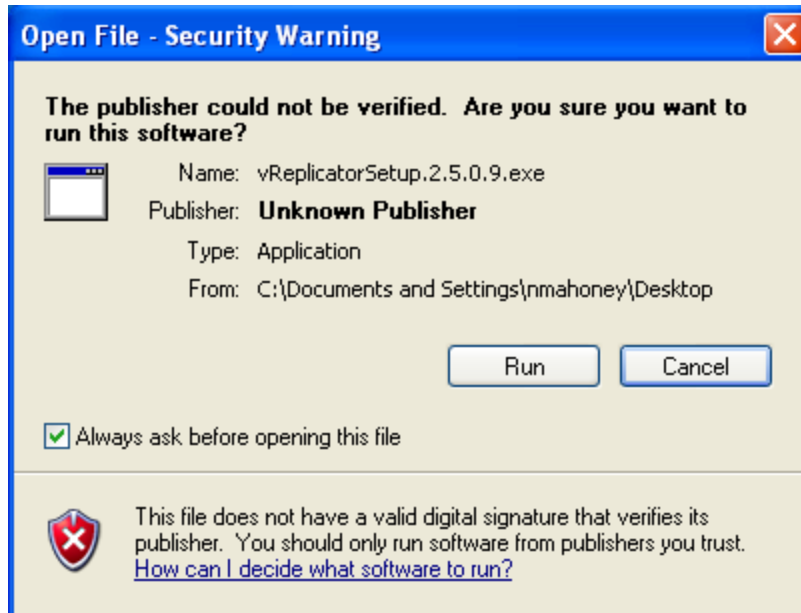 Open File - Security Warning
The publisher could not be verified. Are you sure you want to
run this software?
Name: vReplicatorSetup.2.5.0.9.exe
Publisher: Unknown Publisher
Type: Application
From: C:\Documents and Settings\nmahoney\Desktop
Run Cancel
Always ask before opening this file
This file does not have a valid digital signature that verifies its
publisher. You should only run software from publishers you trust.
How can I decide what software to run?